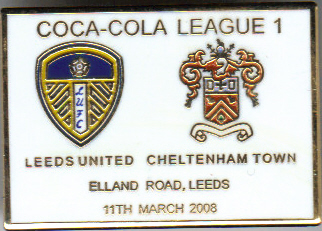 COCA-COLA LEAGUE 1
LUFC
LEEDS UNITED CHELTENHAM TOWN
ELLAND ROAD, LEEDS
11TH MARCH 2008